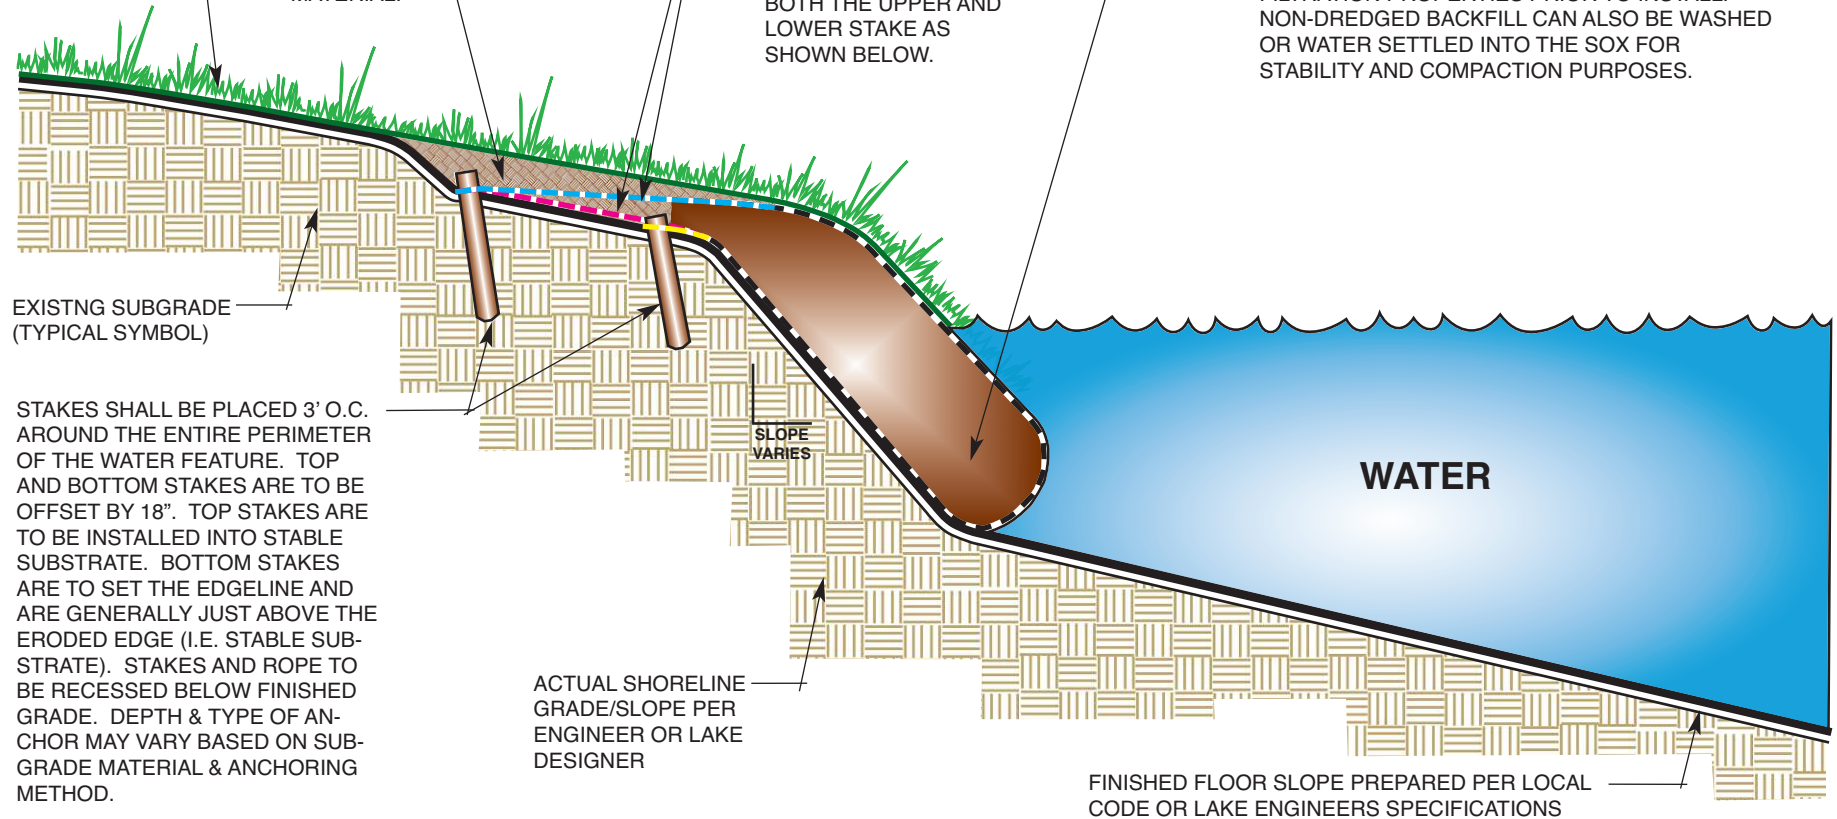 MATERIAL.
BOTH THE UPPER AND
LOWER STAKE AS
SHOWN BELOW.
NON-DREDGED BACKFILL CAN ALSO BE WASHED
OR WATER SETTLED INTO THE SOX FOR
STABILITY AND COMPACTION PURPOSES.
EXISTNG SUBGRADE
(TYPICAL SYMBOL)
STAKES SHALL BE PLACED 3’ O.C.
AROUND THE ENTIRE PERIMETER
OF THE WATER FEATURE. TOP
AND BOTTOM STAKES ARE TO BE
OFFSET BY 18”. TOP STAKES ARE
TO BE INSTALLED INTO STABLE
SUBSTRATE. BOTTOM STAKES
ARE TO SET THE EDGELINE AND
ARE GENERALLY JUST ABOVE THE
ERODED EDGE (I.E. STABLE SUB-
STRATE). STAKES AND ROPE TO
BE RECESSED BELOW FINISHED
GRADE. DEPTH & TYPE OF AN-
CHOR MAY VARY BASED ON SUB-
GRADE MATERIAL & ANCHORING
METHOD.
SLOPE
VARIES
WATER
ACTUAL SHORELINE
GRADE/SLOPE PER
ENGINEER OR LAKE
DESIGNER
FINISHED FLOOR SLOPE PREPARED PER LOCAL
CODE OR LAKE ENGINEERS SPECIFICATIONS